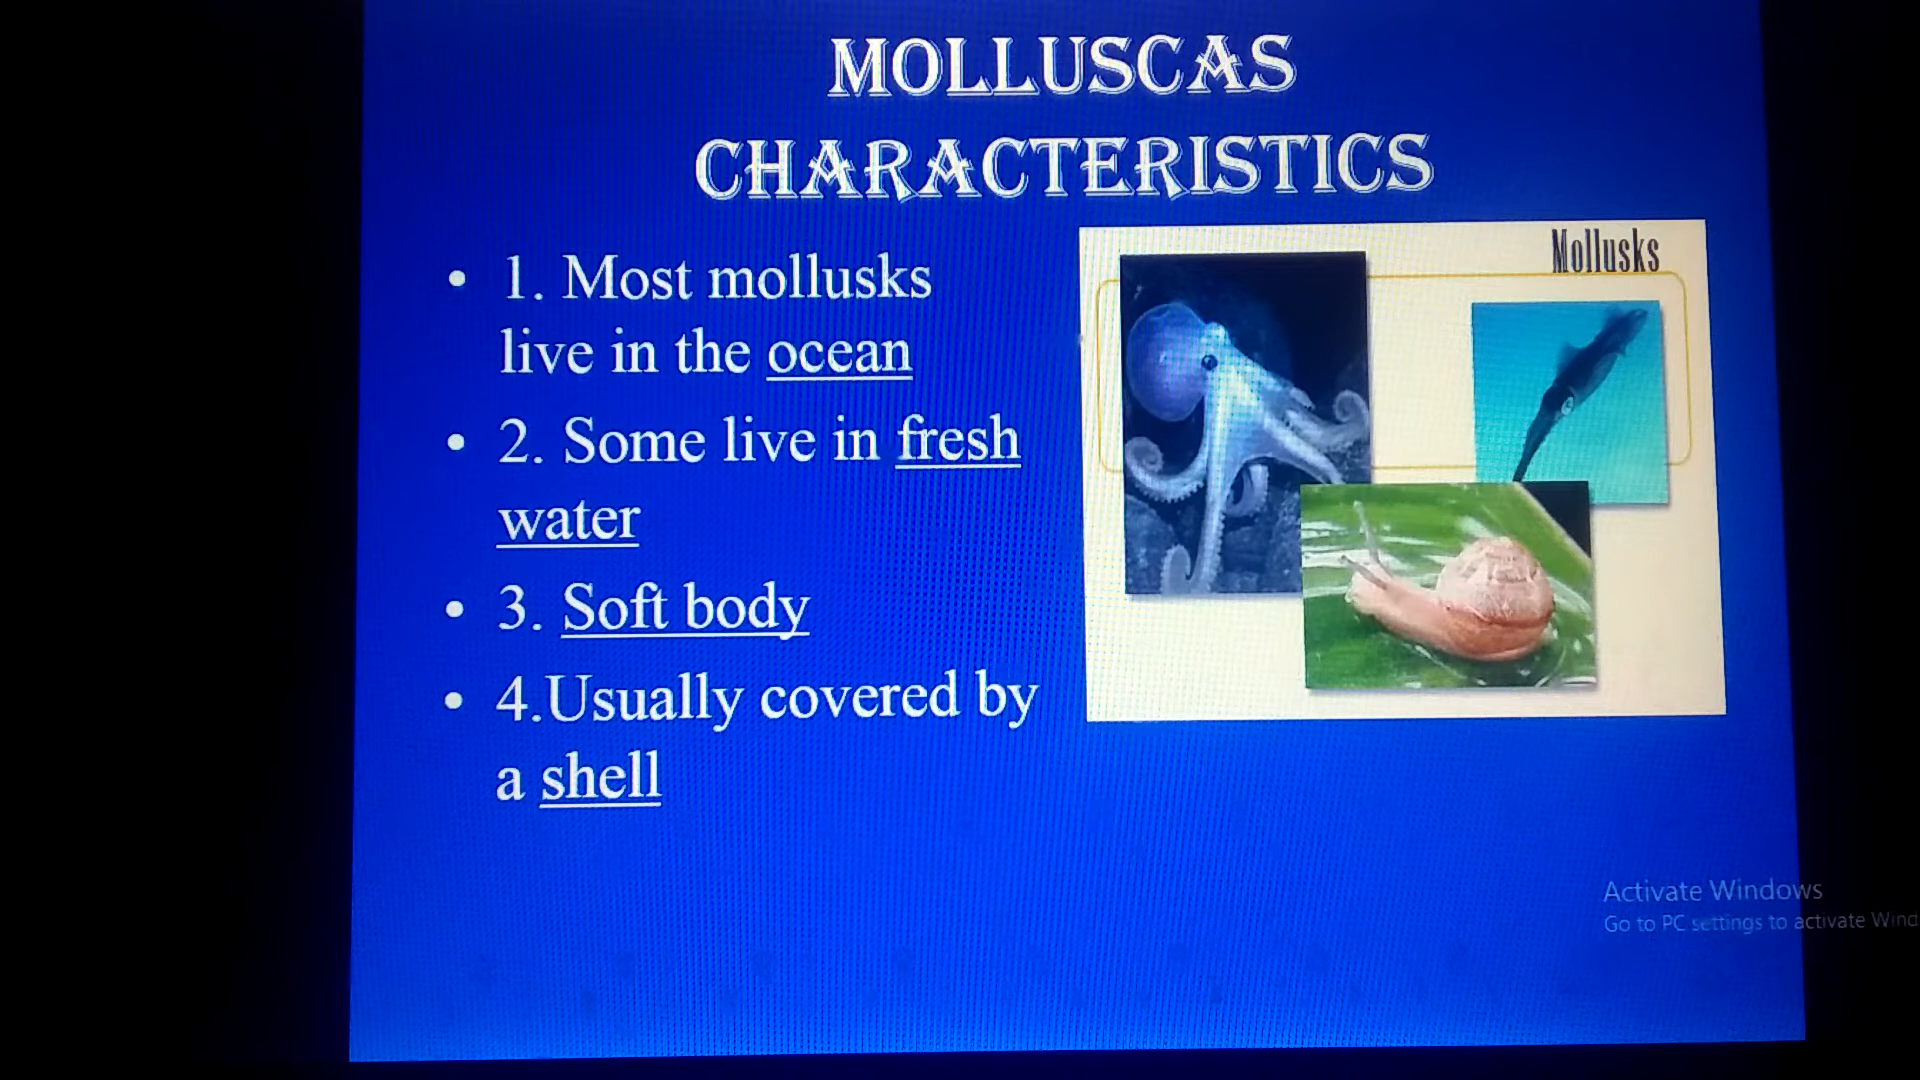 MOLLUSCAS
CHARACTERISTICS
• 1. Most mollusks
live in the ocean
• 2. Some live in fresh
water
• 3. Soft body
• 4.Usually covered by
a shell
Mollusks
Activate Windows
Go to PC settings to activate Wind